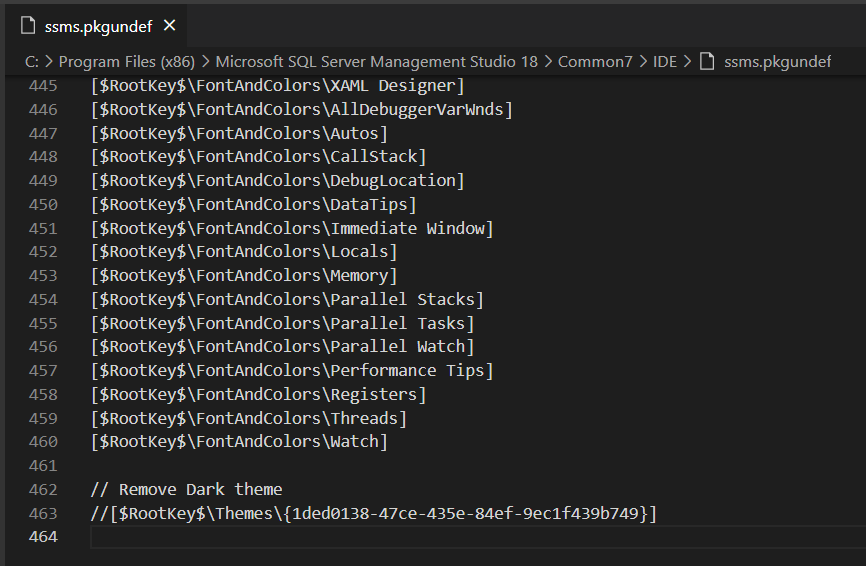 ssms.pkgundef ×
C: > Program Files (x86) > Microsoft SQL Server Management Studio 18 > Common7 > IDE > ssms.pkgundef
445 [$RootKey$\FontAndColors\XAML Designer]
446 [$RootKey$\FontAndColors\AllDebuggerVarWnds]
447 [$RootKey$\FontAndColors\Autos]
448 [$RootKey$\FontAndColors\CallStack]
449 [$RootKey$\FontAndColors\DebugLocation]
450 [$RootKey$\FontAndColors\DataTips]
451 [$RootKey$\FontAndColors\Immediate Window]
452 [$RootKey$\FontAndColors\Locals]
453 [$RootKey$\FontAndColors\Memory]
454 [$RootKey$\FontAndColors\Parallel Stacks]
455 [$RootKey$\FontAndColors\Parallel Tasks]
456 [$RootKey$\FontAndColors\Parallel Watch]
457 [$RootKey$\FontAndColors\Performance Tips]
458 [$RootKey$\FontAndColors\Registers]
459 [$RootKey$\FontAndColors\Threads]
460 [$RootKey$\FontAndColors\Watch]
461
462 // Remove Dark theme
463 //[$RootKey$\Themes\{1ded0138-47ce-435e-84ef-9ec1f439b749}]
464